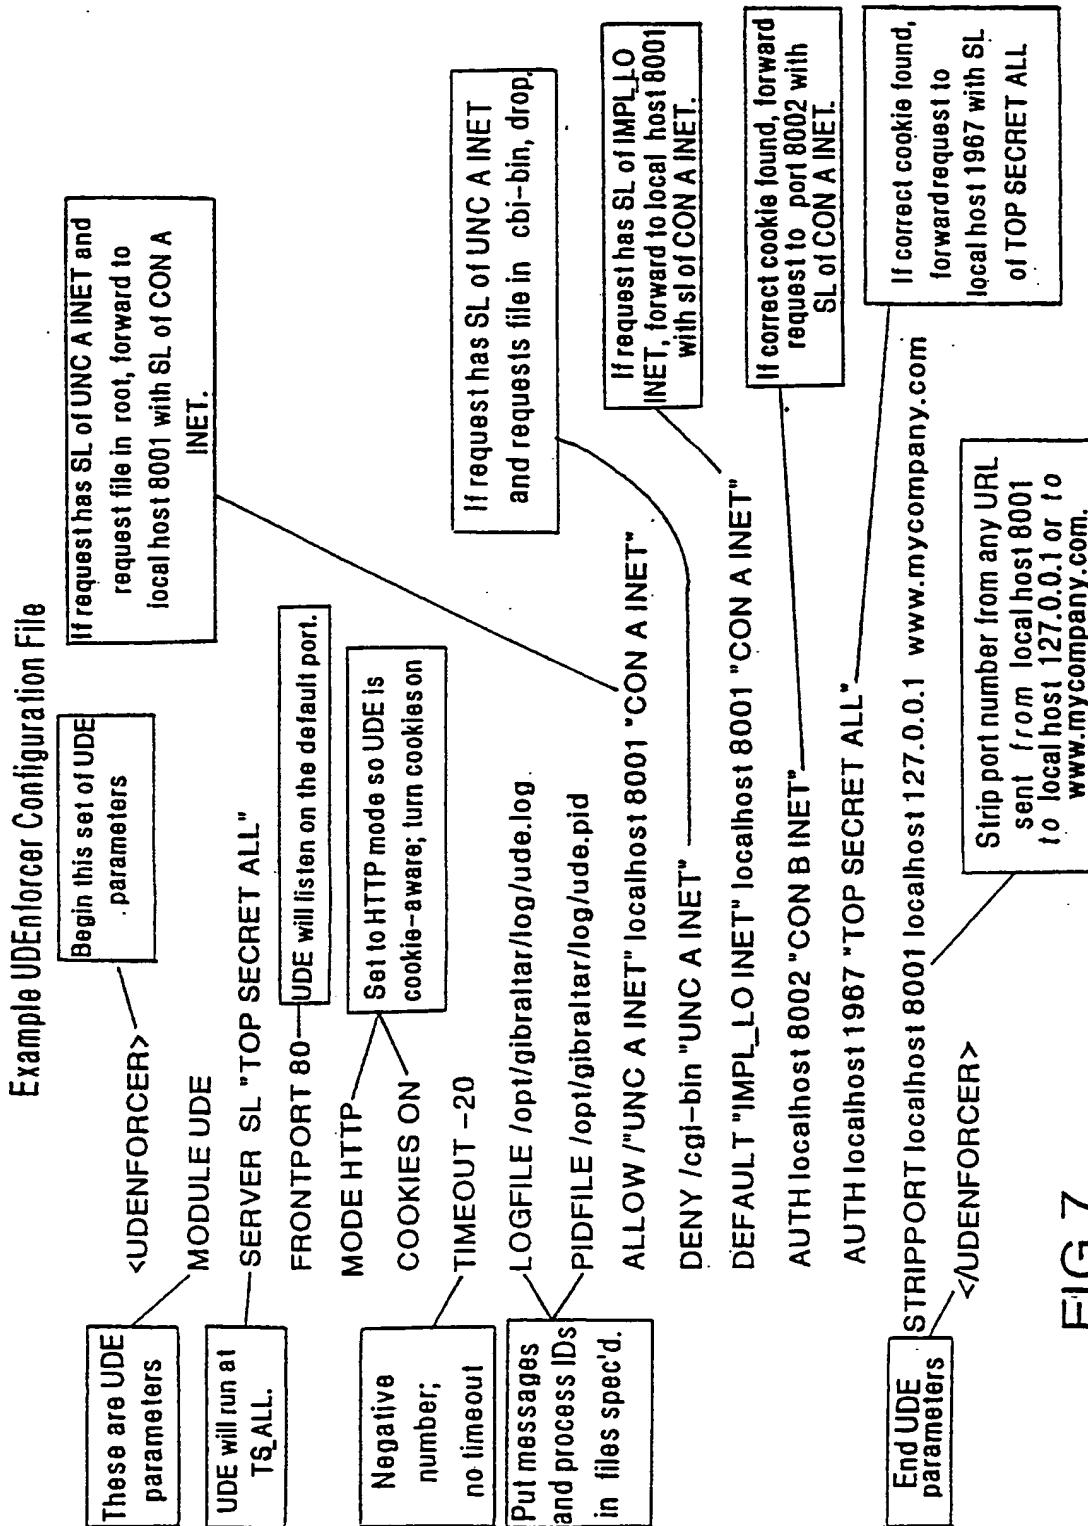 Example UDEnforcer Configuration File
These are UDE
parameters
<UDENFORCER>
Begin this set of UDE
parameters
MODULE UDE
UDE will run at
TS_ALL.
SERVER SL "TOP SECRET ALL"
FRONTPORT 80
UDE will listen on the default port.
MODE HTTP
COOKIES ON
Set to HTTP mode so UDE is
cookie-aware; turn cookies on
Negative
number;
no timeout
TIMEOUT -20
Put messages
and process IDs
in files spec'd.
LOGFILE /opt/gibraltar/log/ude.log
PIDFILE /opt/gibraltar/log/ude.pid
ALLOW /"UNC A INET" localhost 8001 "CON A INET"
If request has SL of UNC A INET and
request file in root, forward to
local host 8001 with SL of CON A
INET.
DENY /cgi-bin "UNC A INET"
If request has SL of UNC A INET
and requests file in cbi-bin, drop.
DEFAULT "IMPL_LO INET" localhost 8001 "CON A INET"
If request has SL of IMPL_LO
INET, forward to local host 8001
with sl of CON A INET.
AUTH localhost 8002 "CON B INET"
If correct cookie found, forward
request to port 8002 with
SL of CON A INET.
AUTH localhost 1967 "TOP SECRET ALL"
If correct cookie found,
forward request to
local host 1967 with SL
of TOP SECRET ALL
STRIPPORT localhost 8001 localhost 127.0.0.1 www.mycompany.com
Strip port number from any URL
sent from local host 8001
to local host 127.0.0.1 or to
www.mycompany.com.
End UDE
parameters
</UDENFORCER>
FIG 7